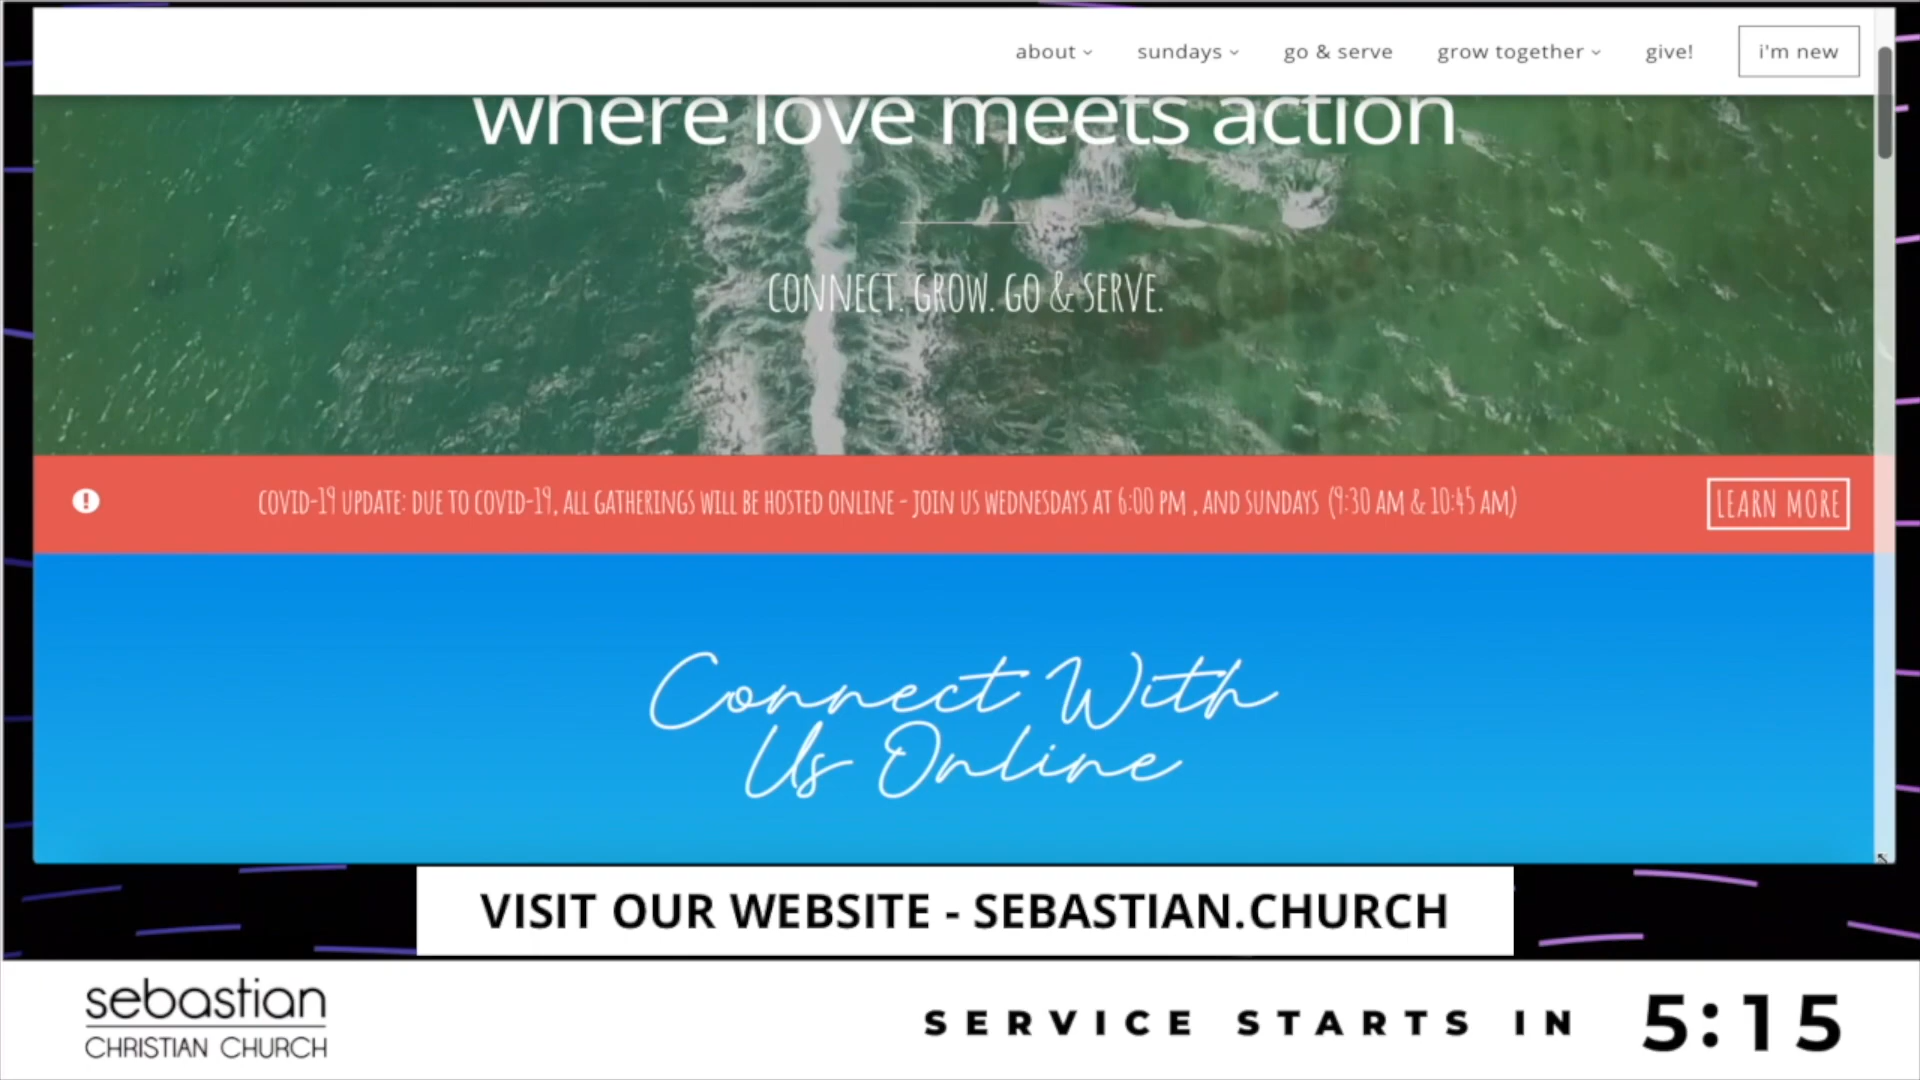 about
sundays
go & serve
grow together
give!
i'm new
where love meets action
CONNECT. GROW. GO & SERVE.
COVID-19 UPDATE: DUE TO COVID-19, ALL GATHERINGS WILL BE HOSTED ONLINE - JOIN US WEDNESDAYS AT 6:00 PM , AND SUNDAYS (9:30 AM & 10:45 AM)
LEARN MORE
Connect With
Us Online
VISIT OUR WEBSITE - SEBASTIAN.CHURCH
sebastian
CHRISTIAN CHURCH
SERVICE STARTS IN 5:15